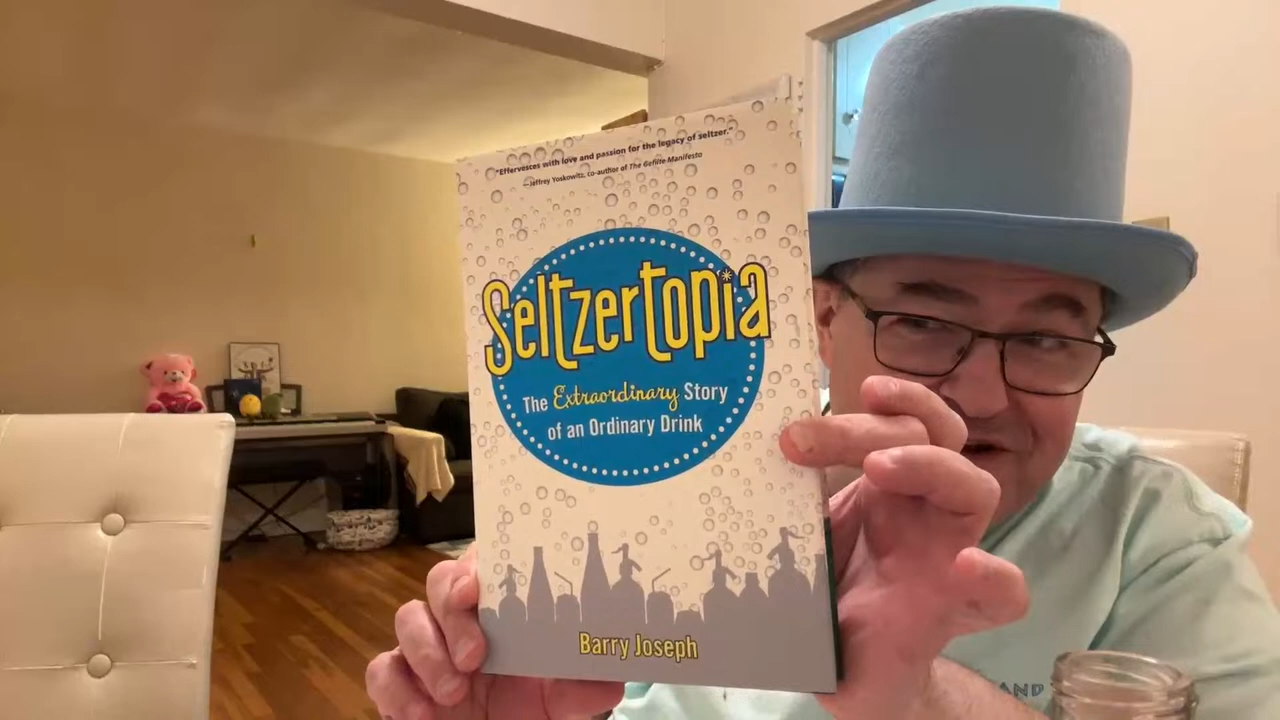 "Effervesces with love and passion for the legacy of seltzer."
—Jeffrey Yoskowitz, co-author of The Gefilte Manifesto
Seltzertopia
The Extraordinary Story
of an Ordinary Drink
Barry Joseph
AND